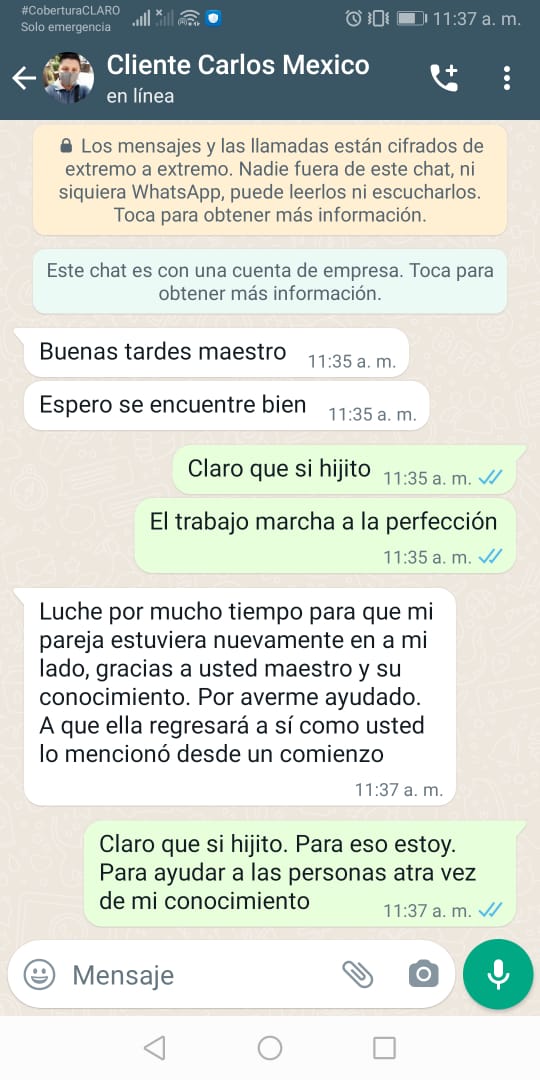 #CoberturaCLARO
Solo emergencia
11:37 a. m.
Cliente Carlos Mexico
en línea
Los mensajes y las llamadas están cifrados de
extremo a extremo. Nadie fuera de este chat, ni
siquiera WhatsApp, puede leerlos ni escucharlos.
Toca para obtener más información.
Este chat es con una cuenta de empresa. Toca para
obtener más información.
Buenas tardes maestro 11:35 a. m.
Espero se encuentre bien 11:35 a. m.
Claro que si hijito 11:35 a. m.
El trabajo marcha a la perfección
11:35 a. m.
Luche por mucho tiempo para que mi
pareja estuviera nuevamente en a mi
lado, gracias a usted maestro y su
conocimiento. Por averme ayudado.
A que ella regresará a sí como usted
lo mencionó desde un comienzo
11:37 a. m.
Claro que si hijito. Para eso estoy.
Para ayudar a las personas atra vez
de mi conocimiento 11:37 a. m.
Mensaje